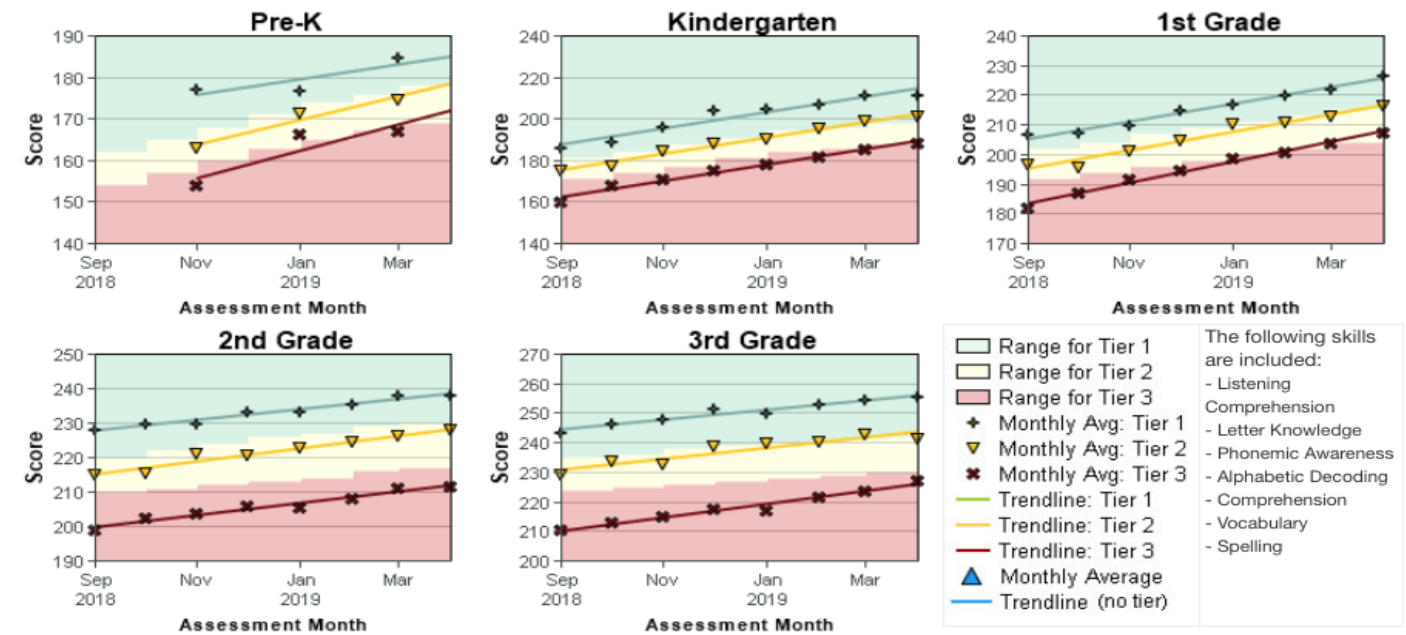 Pre-K
Score
190
180
170
160
150
140
Sep
2018
Nov
Jan
2019
Mar
Assessment Month
Kindergarten
Score
240
220
200
180
160
140
Sep
2018
Nov
Jan
2019
Mar
Assessment Month
1st Grade
Score
240
230
220
210
200
190
180
170
Sep
2018
Nov
Jan
2019
Mar
Assessment Month
2nd Grade
Score
250
240
230
220
210
200
190
Sep
2018
Nov
Jan
2019
Mar
Assessment Month
3rd Grade
Score
270
260
250
240
230
220
210
200
Sep
2018
Nov
Jan
2019
Mar
Assessment Month
Range for Tier 1
Range for Tier 2
Range for Tier 3
Monthly Avg: Tier 1
Monthly Avg: Tier 2
Monthly Avg: Tier 3
Trendline: Tier 1
Trendline: Tier 2
Trendline: Tier 3
Monthly Average
Trendline (no tier)
The following skills
are included:
- Listening
Comprehension
- Letter Knowledge
- Phonemic Awareness
- Alphabetic Decoding
- Comprehension
- Vocabulary
- Spelling